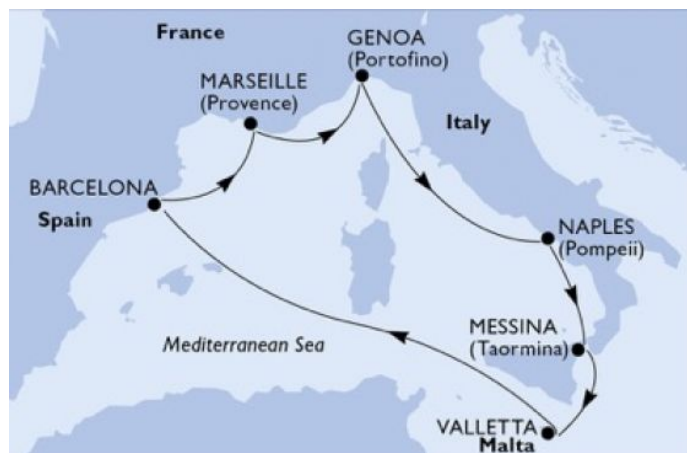 France
GENOA
(Portofino)
MARSEILLE
(Provence)
Italy
BARCELONA
Spain
NAPLES
(Pompeii)
MESSINA
(Taormina)
Mediterranean Sea
VALLETTA
Malta